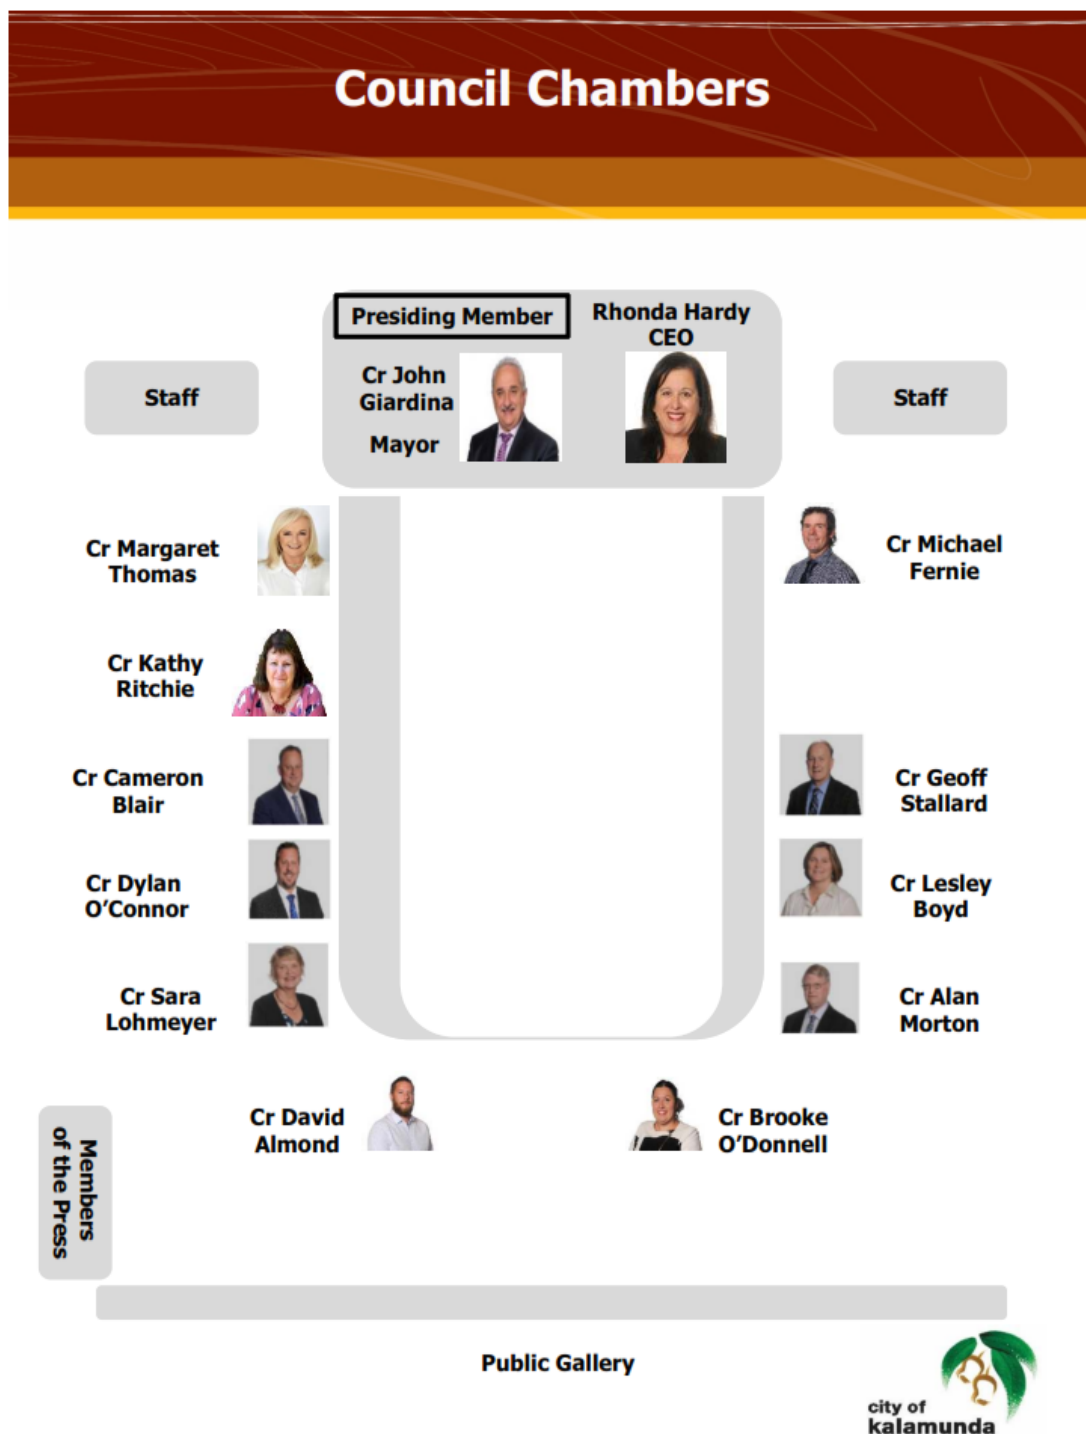 Council Chambers
Presiding Member
Rhonda Hardy
CEO
Cr John
Giardina
Mayor
Staff
Staff
Cr Margaret
Thomas
Cr Michael
Fernie
Cr Kathy
Ritchie
Cr Cameron
Blair
Cr Geoff
Stallard
Cr Dylan
O'Connor
Cr Lesley
Boyd
Cr Sara
Lohmeyer
Cr Alan
Morton
Cr David
Almond
Cr Brooke
O'Donnell
Members
of the Press
Public Gallery
city of
kalamunda